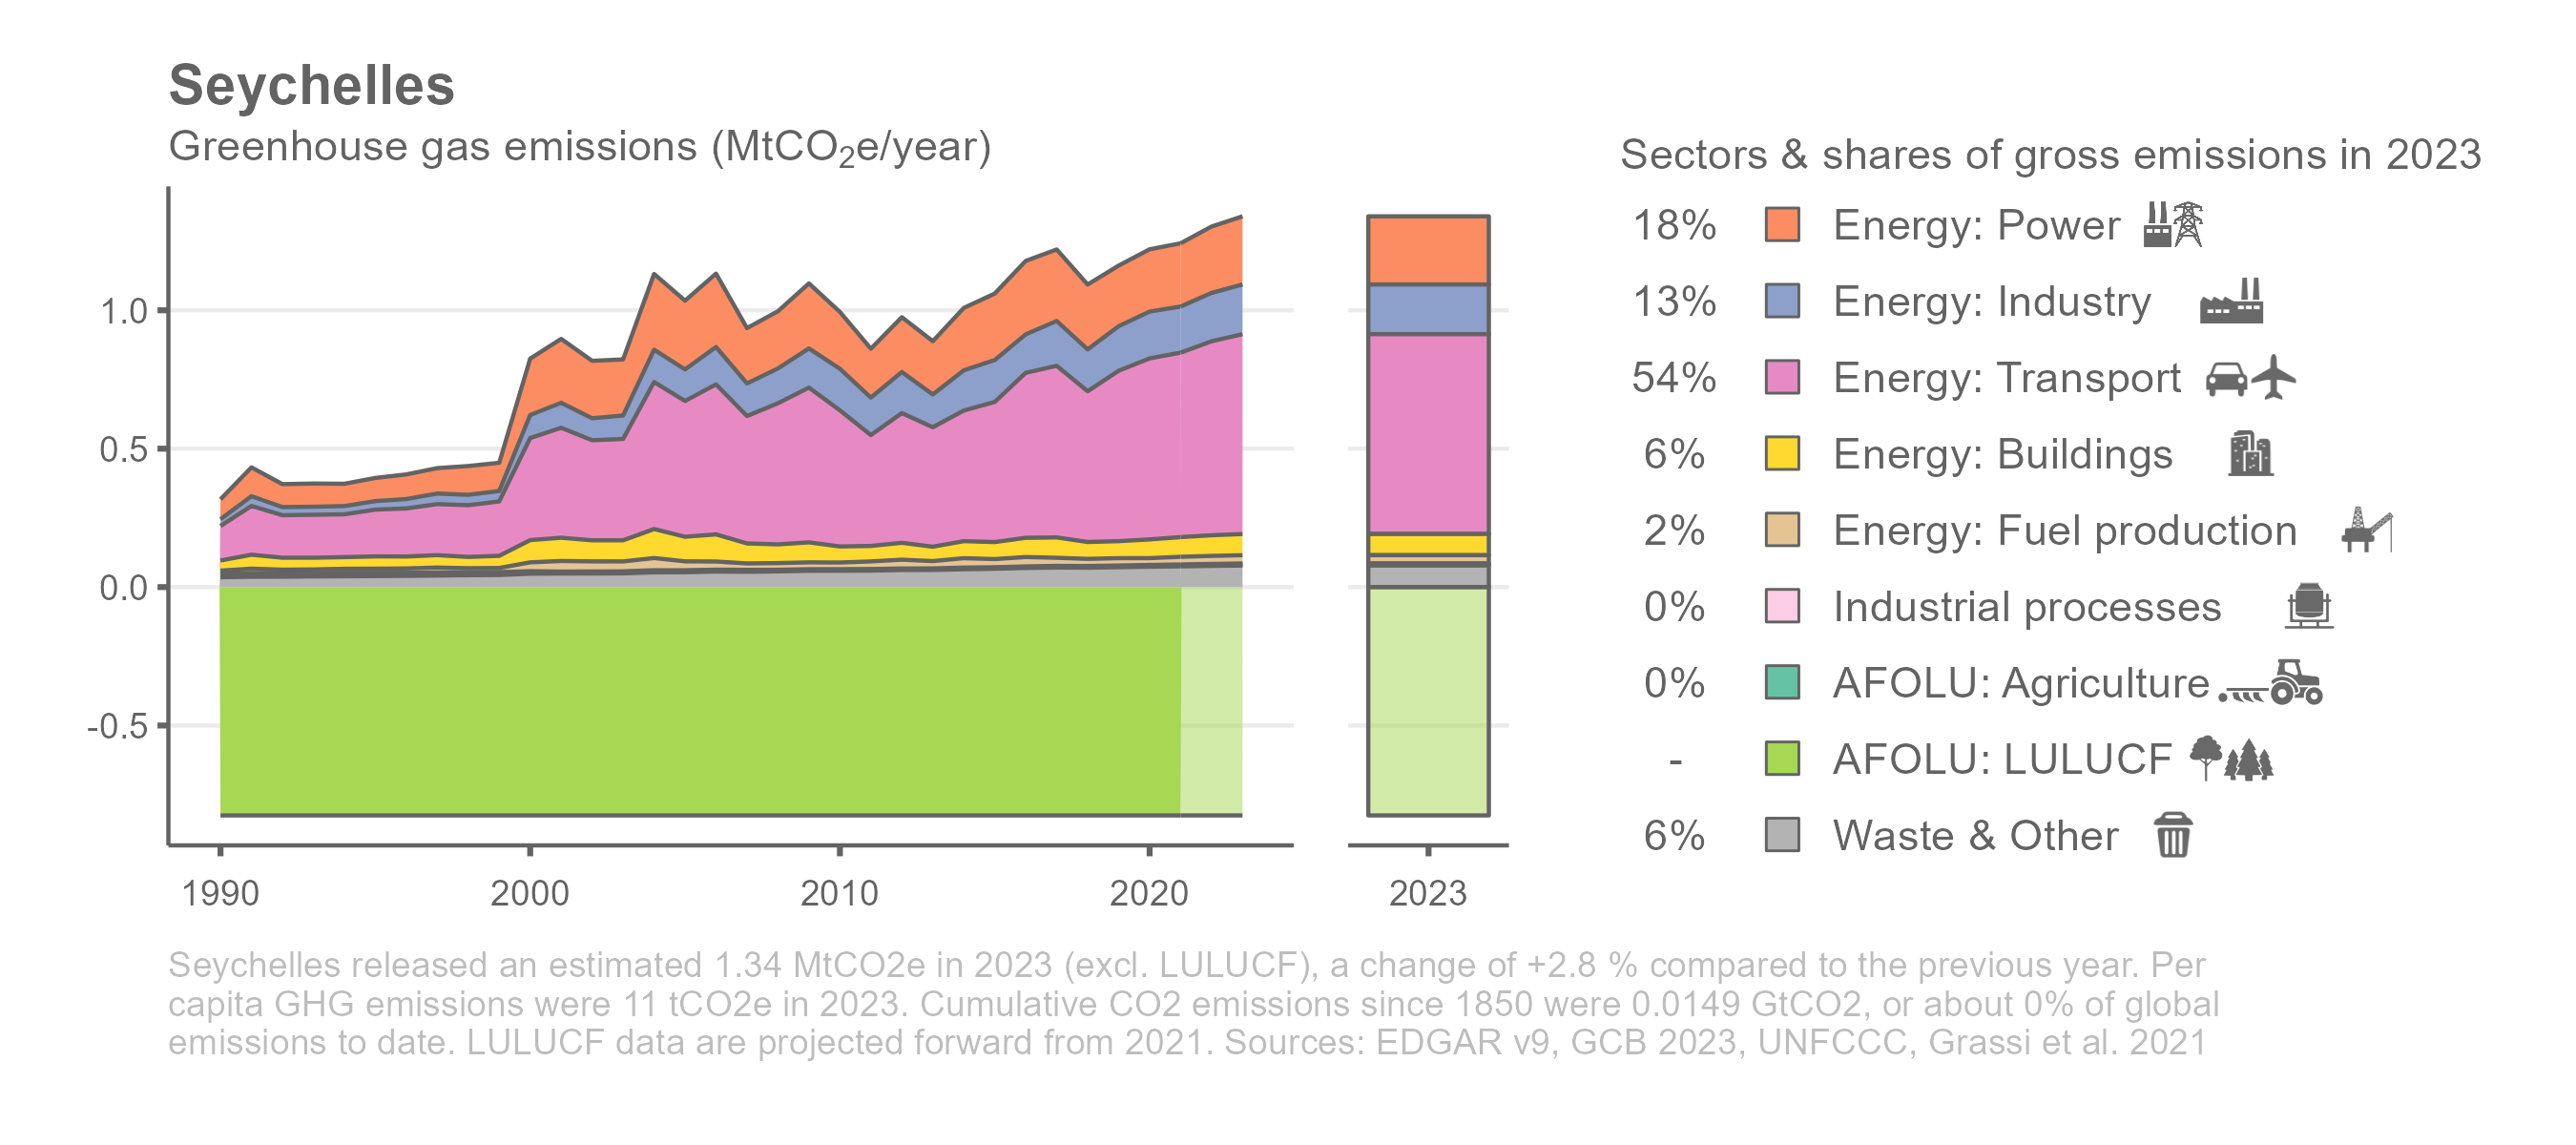 Seychelles
Greenhouse gas emissions (MtCO₂e/year)
1.0
0.5
0.0
-0.5
1990 2000 2010 2020 2023
Sectors & shares of gross emissions in 2023
18% Energy: Power
13% Energy: Industry
54% Energy: Transport
6% Energy: Buildings
2% Energy: Fuel production
0% Industrial processes
0% AFOLU: Agriculture
- AFOLU: LULUCF
6% Waste & Other
Seychelles released an estimated 1.34 MtCO2e in 2023 (excl. LULUCF), a change of +2.8 % compared to the previous year. Per
capita GHG emissions were 11 tCO2e in 2023. Cumulative CO2 emissions since 1850 were 0.0149 GtCO2, or about 0% of global
emissions to date. LULUCF data are projected forward from 2021. Sources: EDGAR v9, GCB 2023, UNFCCC, Grassi et al. 2021